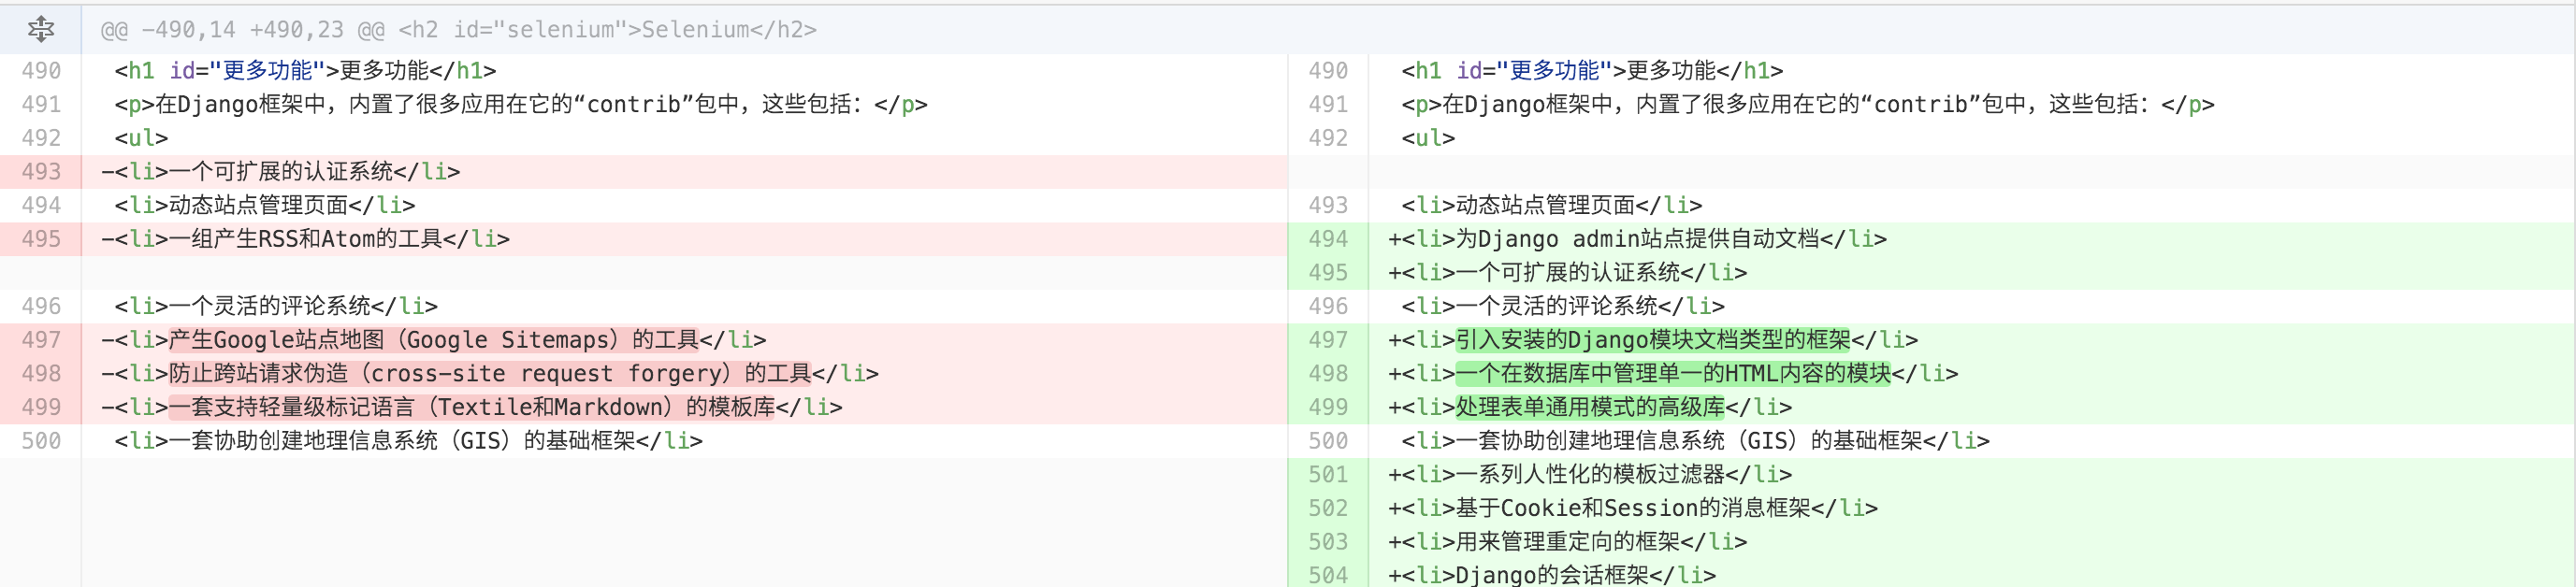 @@ -490,14 +490,23 @@ <h2 id="selenium">Selenium</h2>
490 <h1 id="更多功能">更多功能</h1>
491 <p>在Django框架中，内置了很多应用在它的“contrib”包中，这些包括：</p>
492 <ul>
493 -<li>一个可扩展的认证系统</li>
494 <li>动态站点管理页面</li>
495 -<li>一组产生RSS和Atom的工具</li>
496 <li>一个灵活的评论系统</li>
497 -<li>产生Google站点地图（Google Sitemaps）的工具</li>
498 -<li>防止跨站请求伪造（cross-site request forgery）的工具</li>
499 -<li>一套支持轻量级标记语言（Textile和Markdown）的模板库</li>
500 <li>一套协助创建地理信息系统（GIS）的基础框架</li>
490 <h1 id="更多功能">更多功能</h1>
491 <p>在Django框架中，内置了很多应用在它的“contrib”包中，这些包括：</p>
492 <ul>
493 <li>动态站点管理页面</li>
494 +<li>为Django admin站点提供自动文档</li>
495 +<li>一个可扩展的认证系统</li>
496 <li>一个灵活的评论系统</li>
497 +<li>引入安装的Django模块文档类型的框架</li>
498 +<li>一个在数据库中管理单一的HTML内容的模块</li>
499 +<li>处理表单通用模式的高级库</li>
500 <li>一套协助创建地理信息系统（GIS）的基础框架</li>
501 +<li>一系列人性化的模板过滤器</li>
502 +<li>基于Cookie和Session的消息框架</li>
503 +<li>用来管理重定向的框架</li>
504 +<li>Django的会话框架</li>